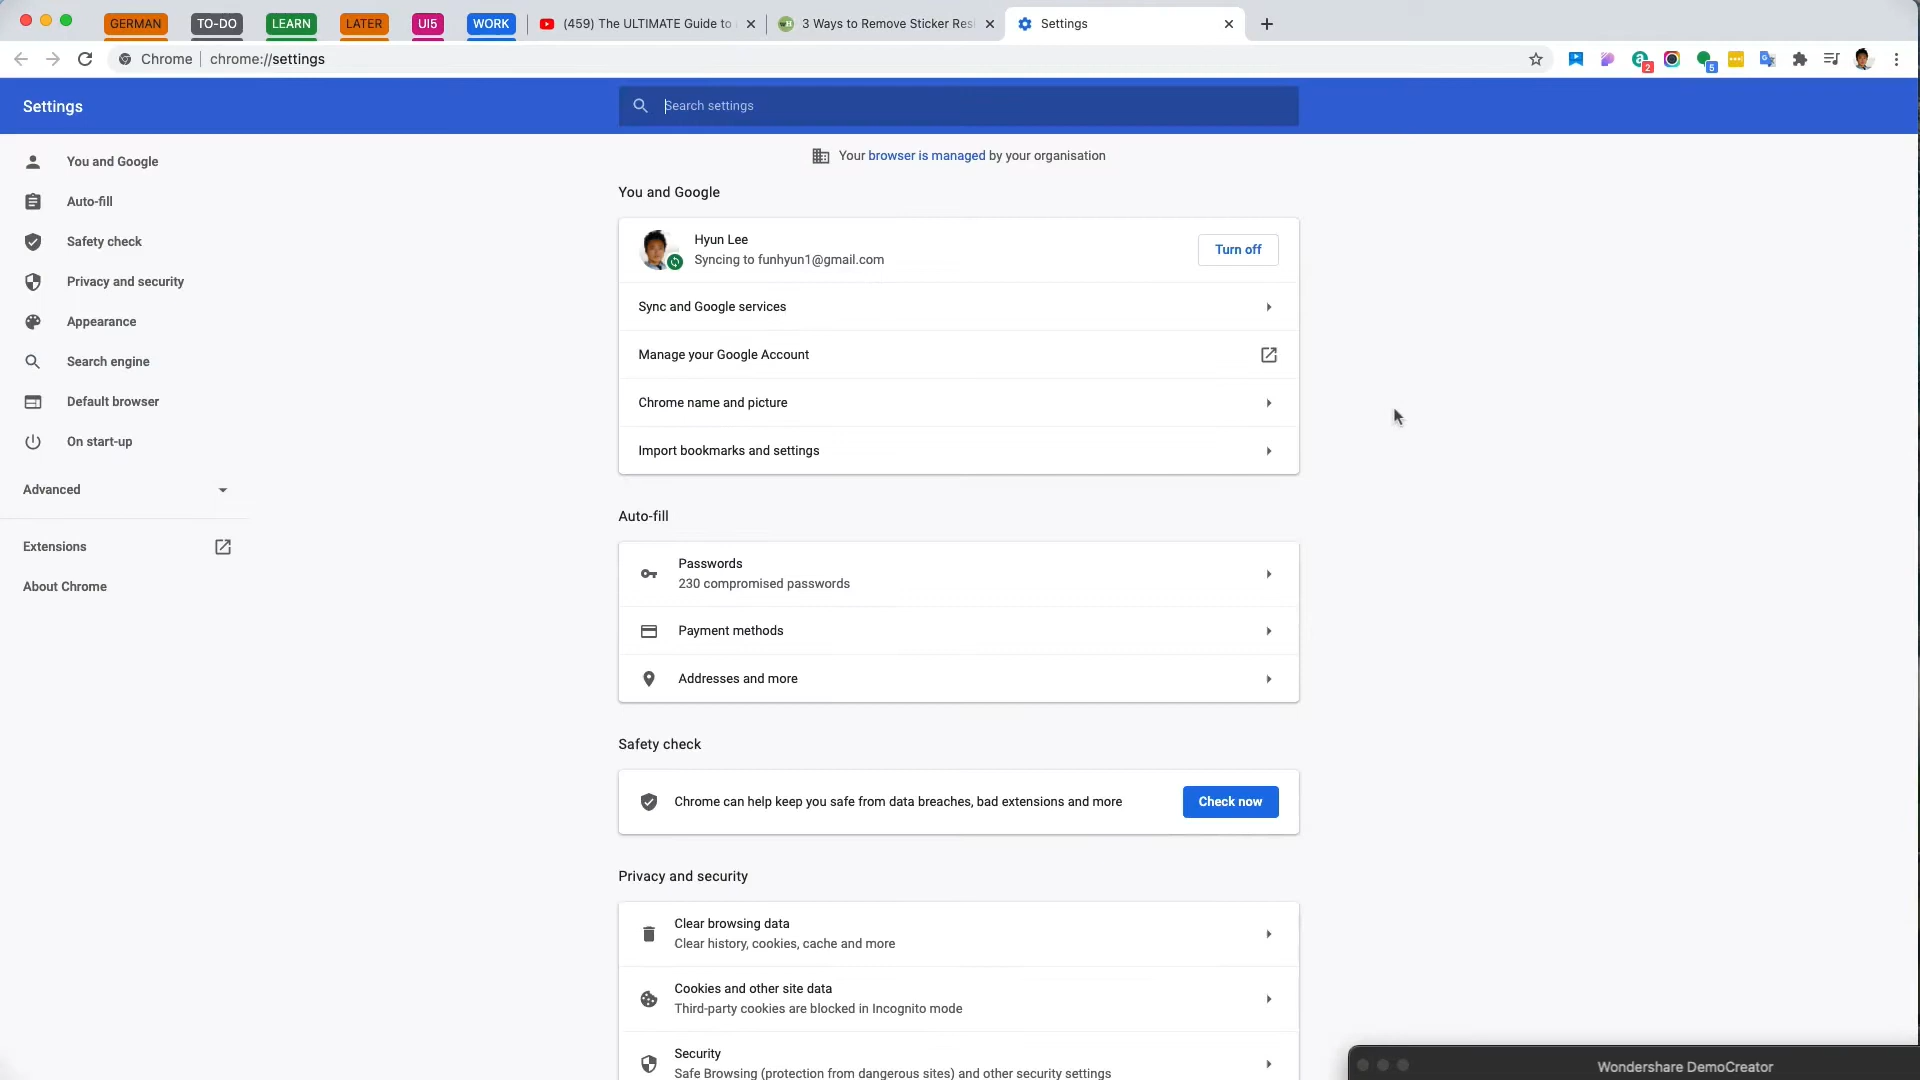 GERMAN
TO-DO
LEARN
LATER
UI5
WORK
(459) The ULTIMATE Guide to
3 Ways to Remove Sticker Resi
Settings
Chrome
chrome://settings
2
5
Settings
Search settings
You and Google
Auto-fill
Safety check
Privacy and security
Appearance
Search engine
Default browser
On start-up
Advanced
Extensions
About Chrome
Your browser is managed by your organisation
You and Google
Hyun Lee
Syncing to funhyun1@gmail.com
Turn off
Sync and Google services
Manage your Google Account
Chrome name and picture
Import bookmarks and settings
Auto-fill
Passwords
230 compromised passwords
Payment methods
Addresses and more
Safety check
Chrome can help keep you safe from data breaches, bad extensions and more
Check now
Privacy and security
Clear browsing data
Clear history, cookies, cache and more
Cookies and other site data
Third-party cookies are blocked in Incognito mode
Security
Safe Browsing (protection from dangerous sites) and other security settings
Wondershare DemoCreator